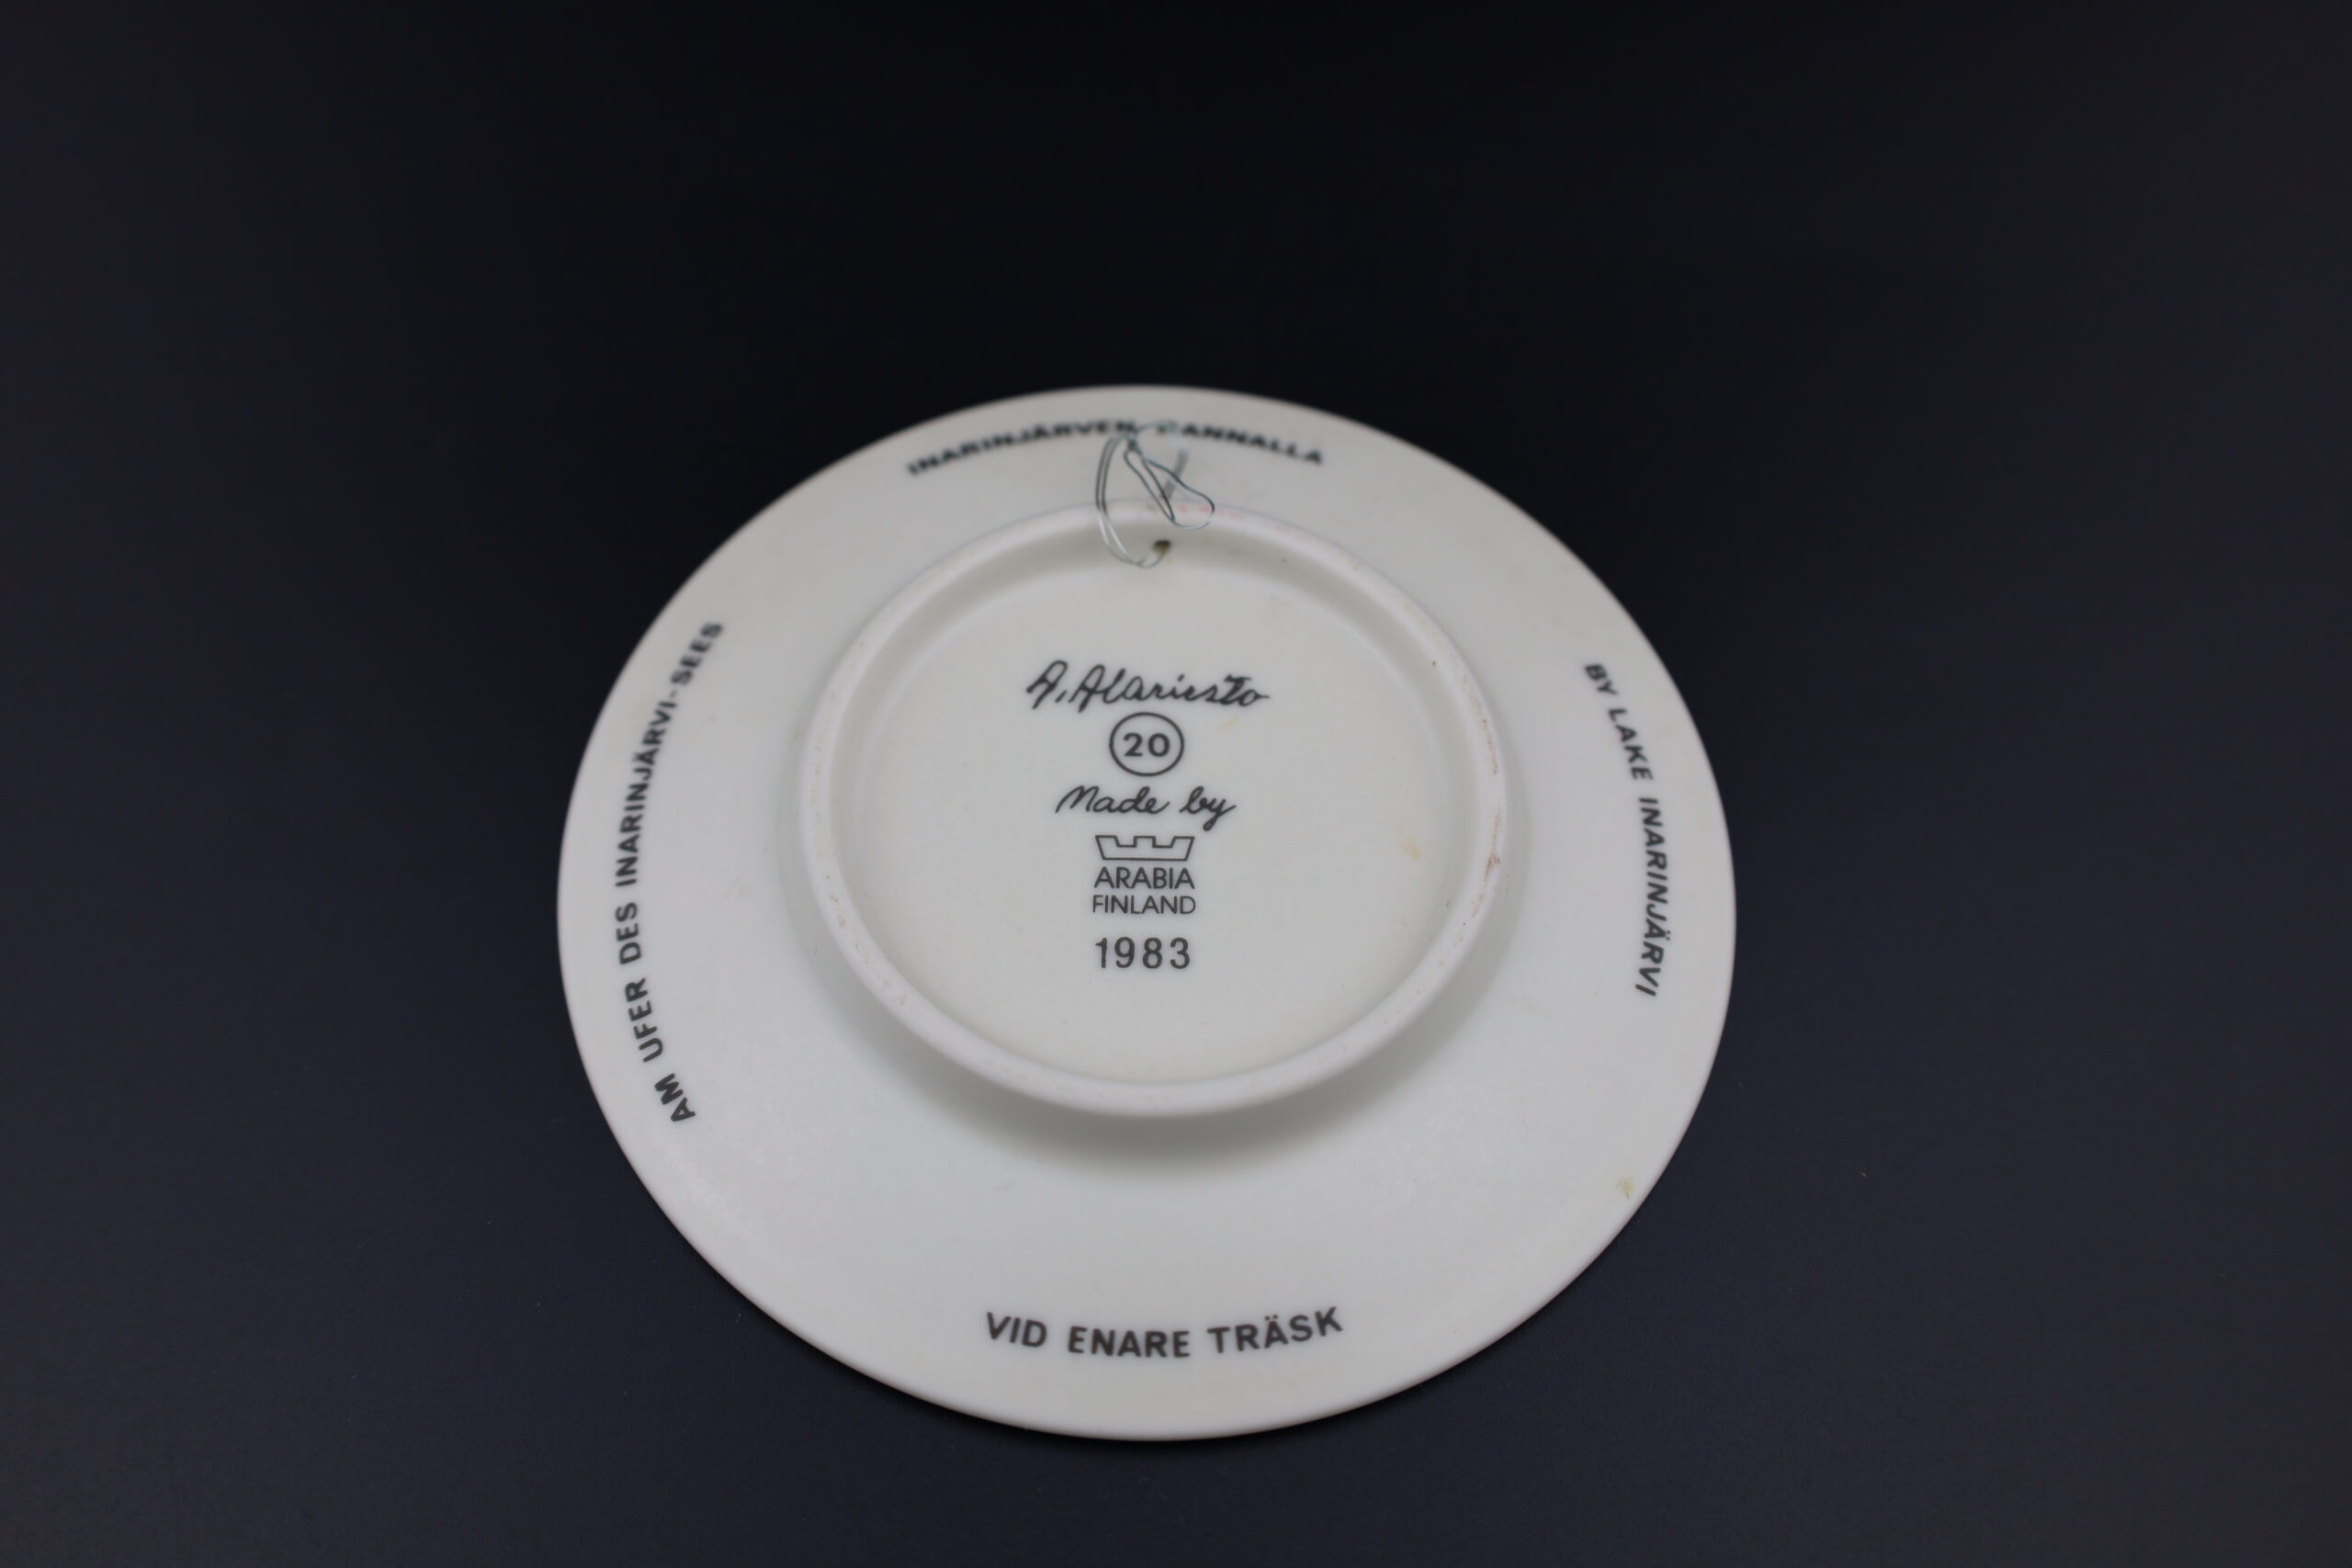 INARINJÄRVEN RANNALLA
A. Alariesto
20
Made by
ARABIA
FINLAND
1983
BY LAKE INARINJÄRVI
VID ENARE TRÄSK
AM UFER DES INARINJÄRVI-SEES